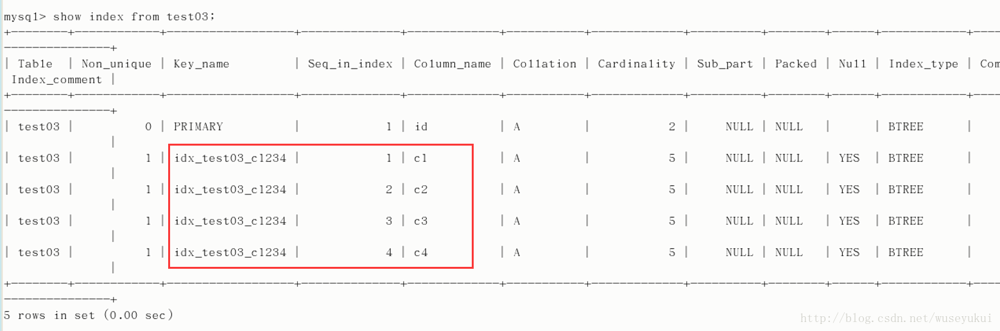 mysql> show index from test03;
+--------+------------+------------------+--------------+-------------+-----------+-------------+----------+--------+------+------------+----
---------------+
| Table | Non_unique | Key_name | Seq_in_index | Column_name | Collation | Cardinality | Sub_part | Packed | Null | Index_type | Com
Index_comment |
+--------+------------+------------------+--------------+-------------+-----------+-------------+----------+--------+------+------------+----
---------------+
| test03 | 0 | PRIMARY | 1 | id | A | 2 | NULL | NULL | | BTREE |
|
| test03 | 1 | idx_test03_c1234 | 1 | c1 | A | 5 | NULL | NULL | YES | BTREE |
|
| test03 | 1 | idx_test03_c1234 | 2 | c2 | A | 5 | NULL | NULL | YES | BTREE |
|
| test03 | 1 | idx_test03_c1234 | 3 | c3 | A | 5 | NULL | NULL | YES | BTREE |
|
| test03 | 1 | idx_test03_c1234 | 4 | c4 | A | 5 | NULL | NULL | YES | BTREE |
|
+--------+------------+------------------+--------------+-------------+-----------+-------------+----------+--------+------+------------+----
---------------+
5 rows in set (0.00 sec)
http://blog.csdn.net/wuseyukui